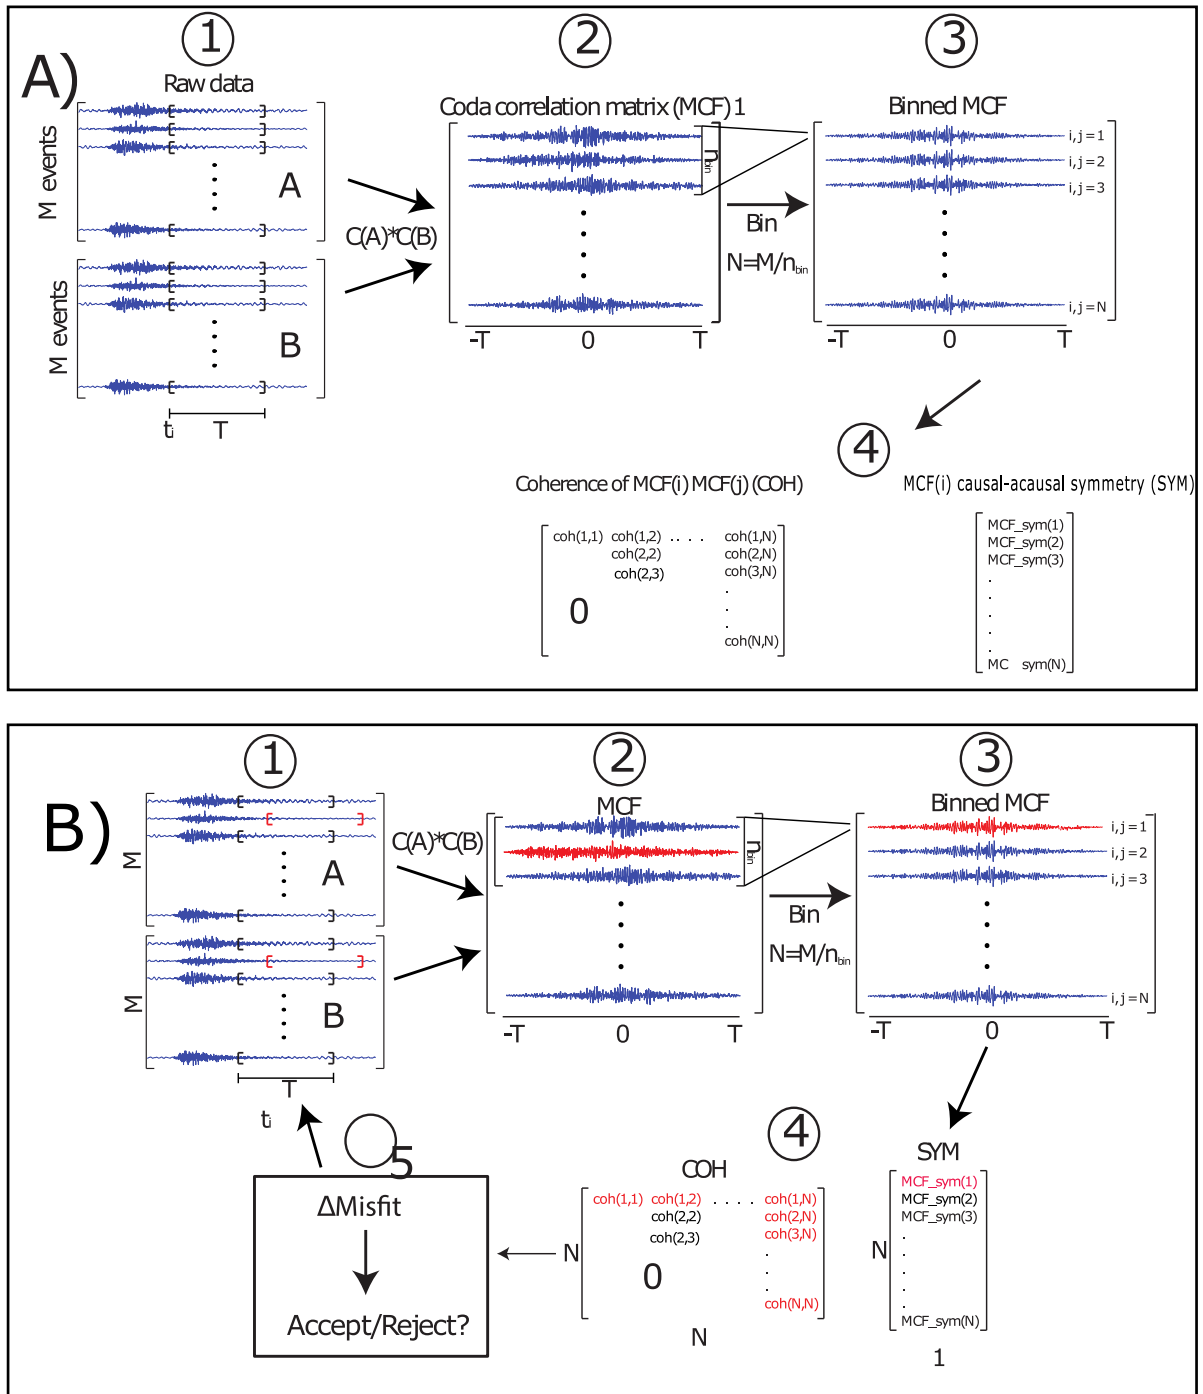 A)
1
2
3
Raw data
Coda correlation matrix (MCF) 1
Binned MCF
M events
A
n bin
i,j=1
i,j=2
i,j=3
C(A)*C(B)
Bin
N=M/n bin
M events
B
i,j=N
-T 0 T
-T 0 T
ti T
4
Coherence of MCF(i) MCF(j) (COH)
MCF(i) causal-acausal symmetry (SYM)
coh(1,1) coh(1,2) .. . . coh(1,N)
coh(2,2) coh(2,N)
coh(2,3) coh(3,N)
.
0 .
.
coh(N,N)
MCF_sym(1)
MCF_sym(2)
MCF_sym(3)
.
.
.
.
.
MC sym(N)
B)
1
2
3
MCF
Binned MCF
M
A
C(A)*C(B)
n bin
i,j=1
i,j=2
i,j=3
Bin
N=M/n bin
M
B
i,j=N
-T 0 T
-T 0 T
T
ti
5
4
ΔMisfit
Accept/Reject?
COH
coh(1,1) coh(1,2) . . . . coh(1,N)
coh(2,2) coh(2,N)
coh(2,3) coh(3,N)
N
0
.
.
.
coh(N,N)
N
SYM
MCF_sym(1)
MCF_sym(2)
MCF_sym(3)
N
.
.
.
.
.
MCF_sym(N)
1